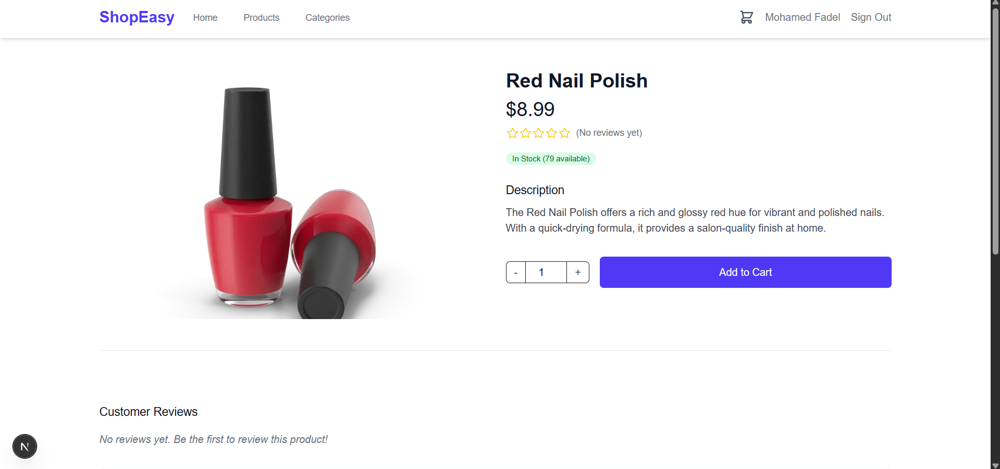 ShopEasy
Home
Products
Categories
Mohamed Fadel
Sign Out
Red Nail Polish
$8.99
(No reviews yet)
In Stock (79 available)
Description
The Red Nail Polish offers a rich and glossy red hue for vibrant and polished nails.
With a quick-drying formula, it provides a salon-quality finish at home.
- 1 +
Add to Cart
Customer Reviews
No reviews yet. Be the first to review this product!
N